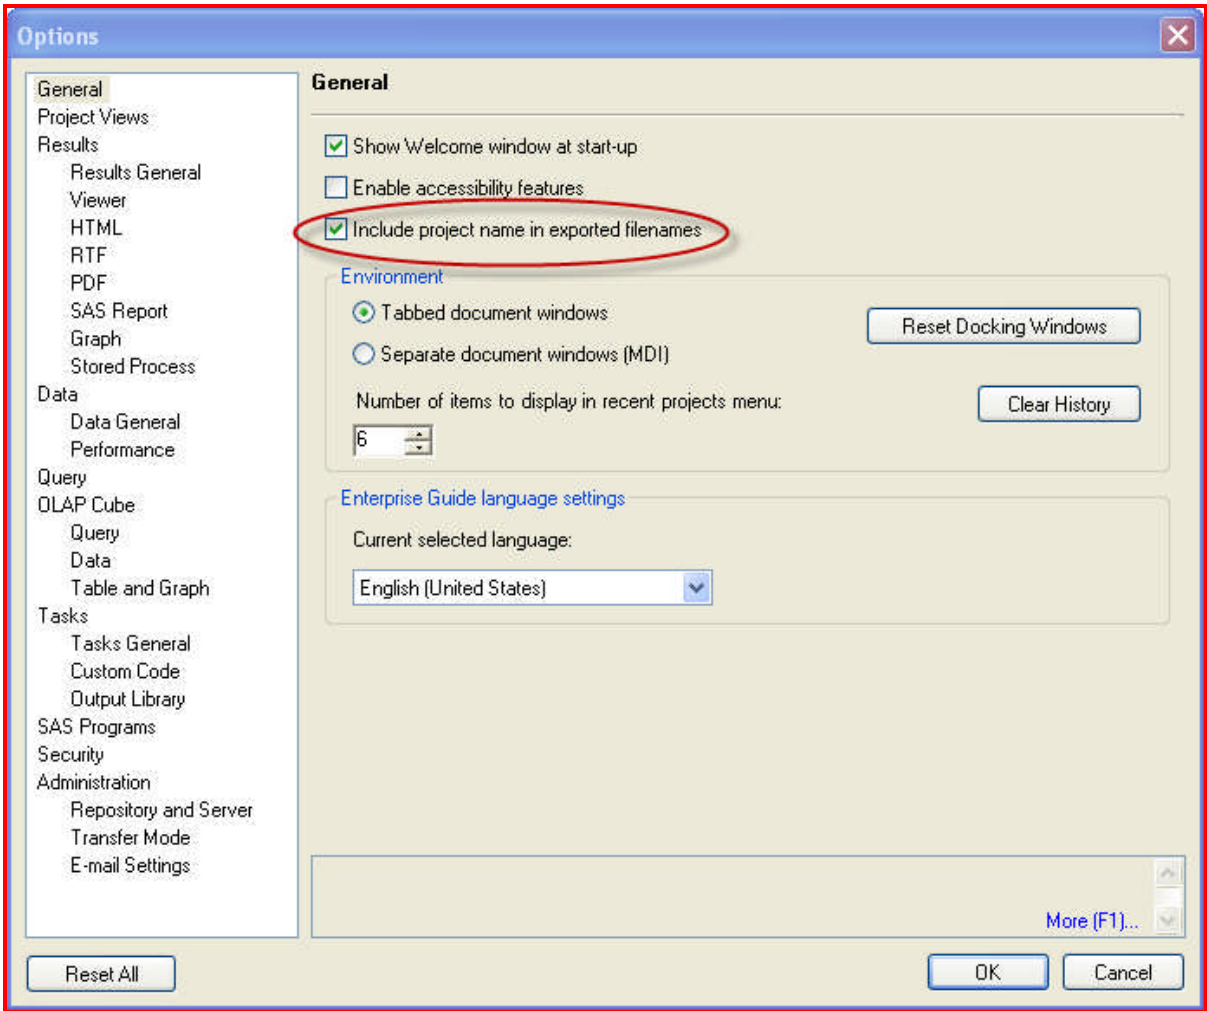 Options
General
Project Views
Results
Results General
Viewer
HTML
RTF
PDF
SAS Report
Graph
Stored Process
Data
Data General
Performance
Query
OLAP Cube
Query
Data
Table and Graph
Tasks
Tasks General
Custom Code
Output Library
SAS Programs
Security
Administration
Repository and Server
Transfer Mode
E-mail Settings
General
Show Welcome window at start-up
Enable accessibility features
Include project name in exported filenames
Environment
Tabbed document windows
Reset Docking Windows
Separate document windows (MDI)
Number of items to display in recent projects menu:
Clear History
6
Enterprise Guide language settings
Current selected language:
English (United States)
More (F1)...
Reset All
OK
Cancel